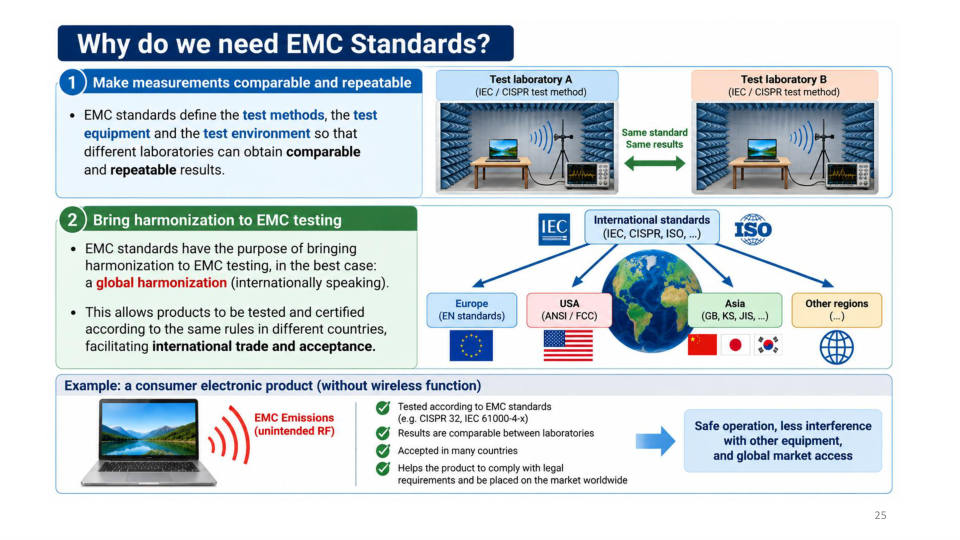 Why do we need EMC Standards?
1 Make measurements comparable and repeatable
• EMC standards define the test methods, the test
equipment and the test environment so that
different laboratories can obtain comparable
and repeatable results.
Test laboratory A
(IEC / CISPR test method)
Same standard
Same results
Test laboratory B
(IEC / CISPR test method)
2 Bring harmonization to EMC testing
• EMC standards have the purpose of bringing
harmonization to EMC testing, in the best case:
a global harmonization (internationally speaking).
• This allows products to be tested and certified
according to the same rules in different countries,
facilitating international trade and acceptance.
IEC
International standards
(IEC, CISPR, ISO, ...)
ISO
Europe
(EN standards)
USA
(ANSI / FCC)
Asia
(GB, KS, JIS, ...)
Other regions
(...)
Example: a consumer electronic product (without wireless function)
EMC Emissions
(unintended RF)
Tested according to EMC standards
(e.g. CISPR 32, IEC 61000-4-x)
Results are comparable between laboratories
Accepted in many countries
Helps the product to comply with legal
requirements and be placed on the market worldwide
Safe operation, less interference
with other equipment,
and global market access
25